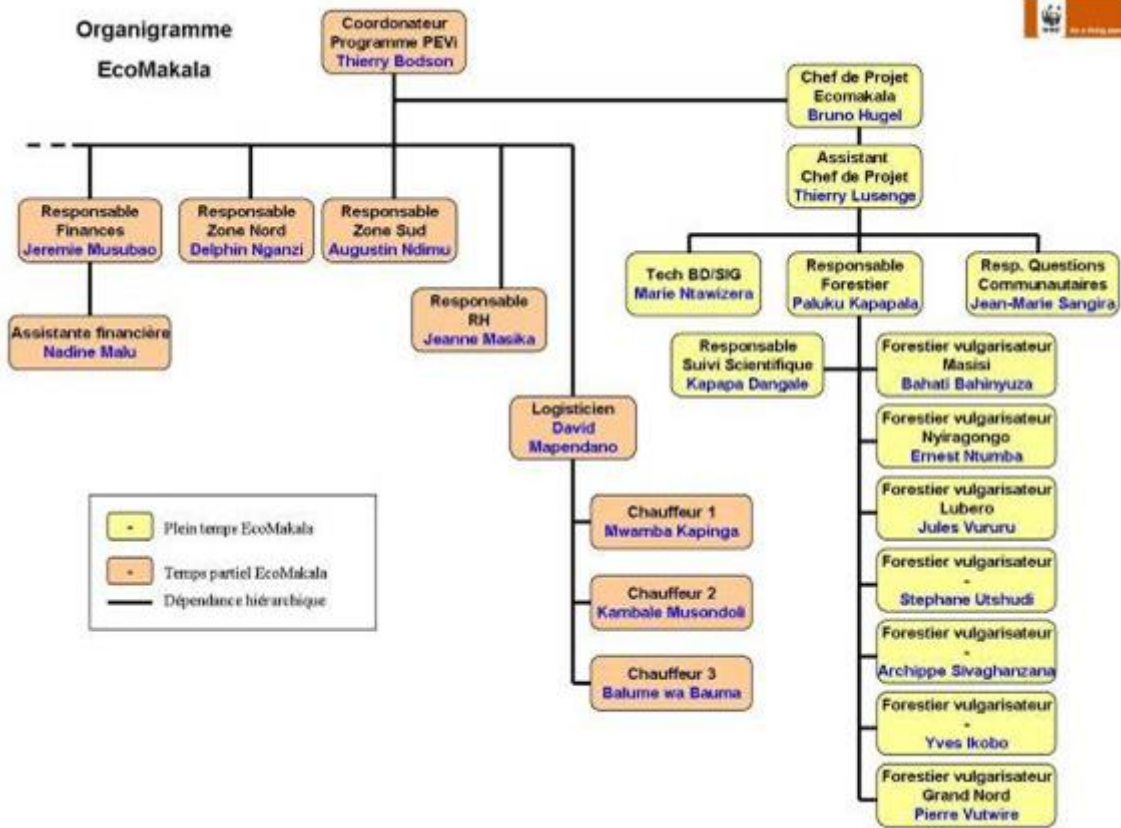 Organigramme
EcoMakala
Coordonateur
Programme PEVi
Thierry Bodson
WWF
for a living planet
Chef de Projet
Ecomakala
Bruno Hugel
Assistant
Chef de Projet
Thierry Lusenge
Responsable
Finances
Jeremie Musubao
Responsable
Zone Nord
Delphin Nganzi
Responsable
Zone Sud
Augustin Ndimu
Responsable
RH
Jeanne Masika
Assistante financière
Nadine Malu
Tech BD/SIG
Marie Ntawizera
Responsable
Forestier
Paluku Kapapala
Resp. Questions
Communautaires
Jean-Marie Sangira
Responsable
Suivi Scientifique
Kapapa Dangale
Forestier vulgarisateur
Masisi
Bahati Bahinyuza
Logisticien
David
Mapendano
Forestier vulgarisateur
Nyiragongo
Ernest Ntumba
Chauffeur 1
Mwamba Kapinga
Forestier vulgarisateur
Lubero
Jules Vururu
Chauffeur 2
Kambale Musondoli
Forestier vulgarisateur
-
Stephane Utshudi
Chauffeur 3
Balume wa Bauma
Forestier vulgarisateur
-
Archippe Sivaghanzana
Forestier vulgarisateur
-
Yves Ikobo
Forestier vulgarisateur
Grand Nord
Pierre Vutwire
- Plein temps EcoMakala
- Temps partiel EcoMakala
Dépendance hiérarchique